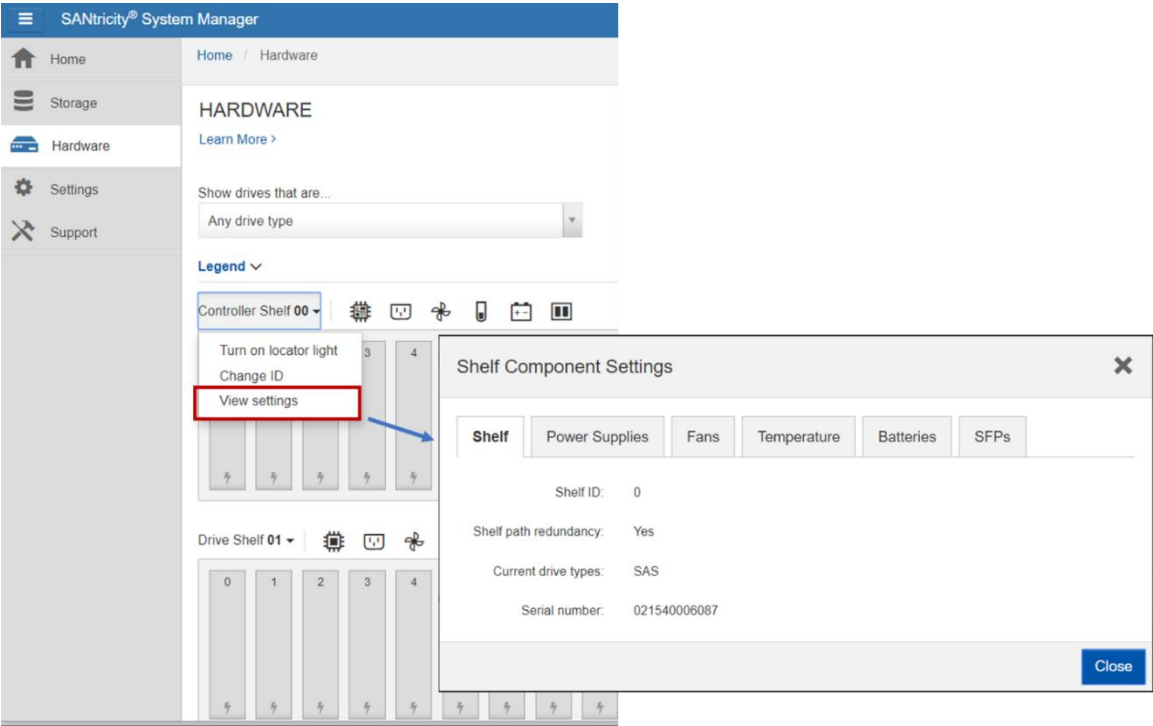 SANtricity® System Manager
Home
Storage
Hardware
Settings
Support
Home / Hardware
HARDWARE
Learn More >
Show drives that are...
Any drive type
Legend
Controller Shelf 00
Turn on locator light
Change ID
View settings
3 4
Drive Shelf 01
0 1 2 3 4
Shelf Component Settings
Shelf Power Supplies Fans Temperature Batteries SFPs
Shelf ID: 0
Shelf path redundancy: Yes
Current drive types: SAS
Serial number: 021540006087
Close